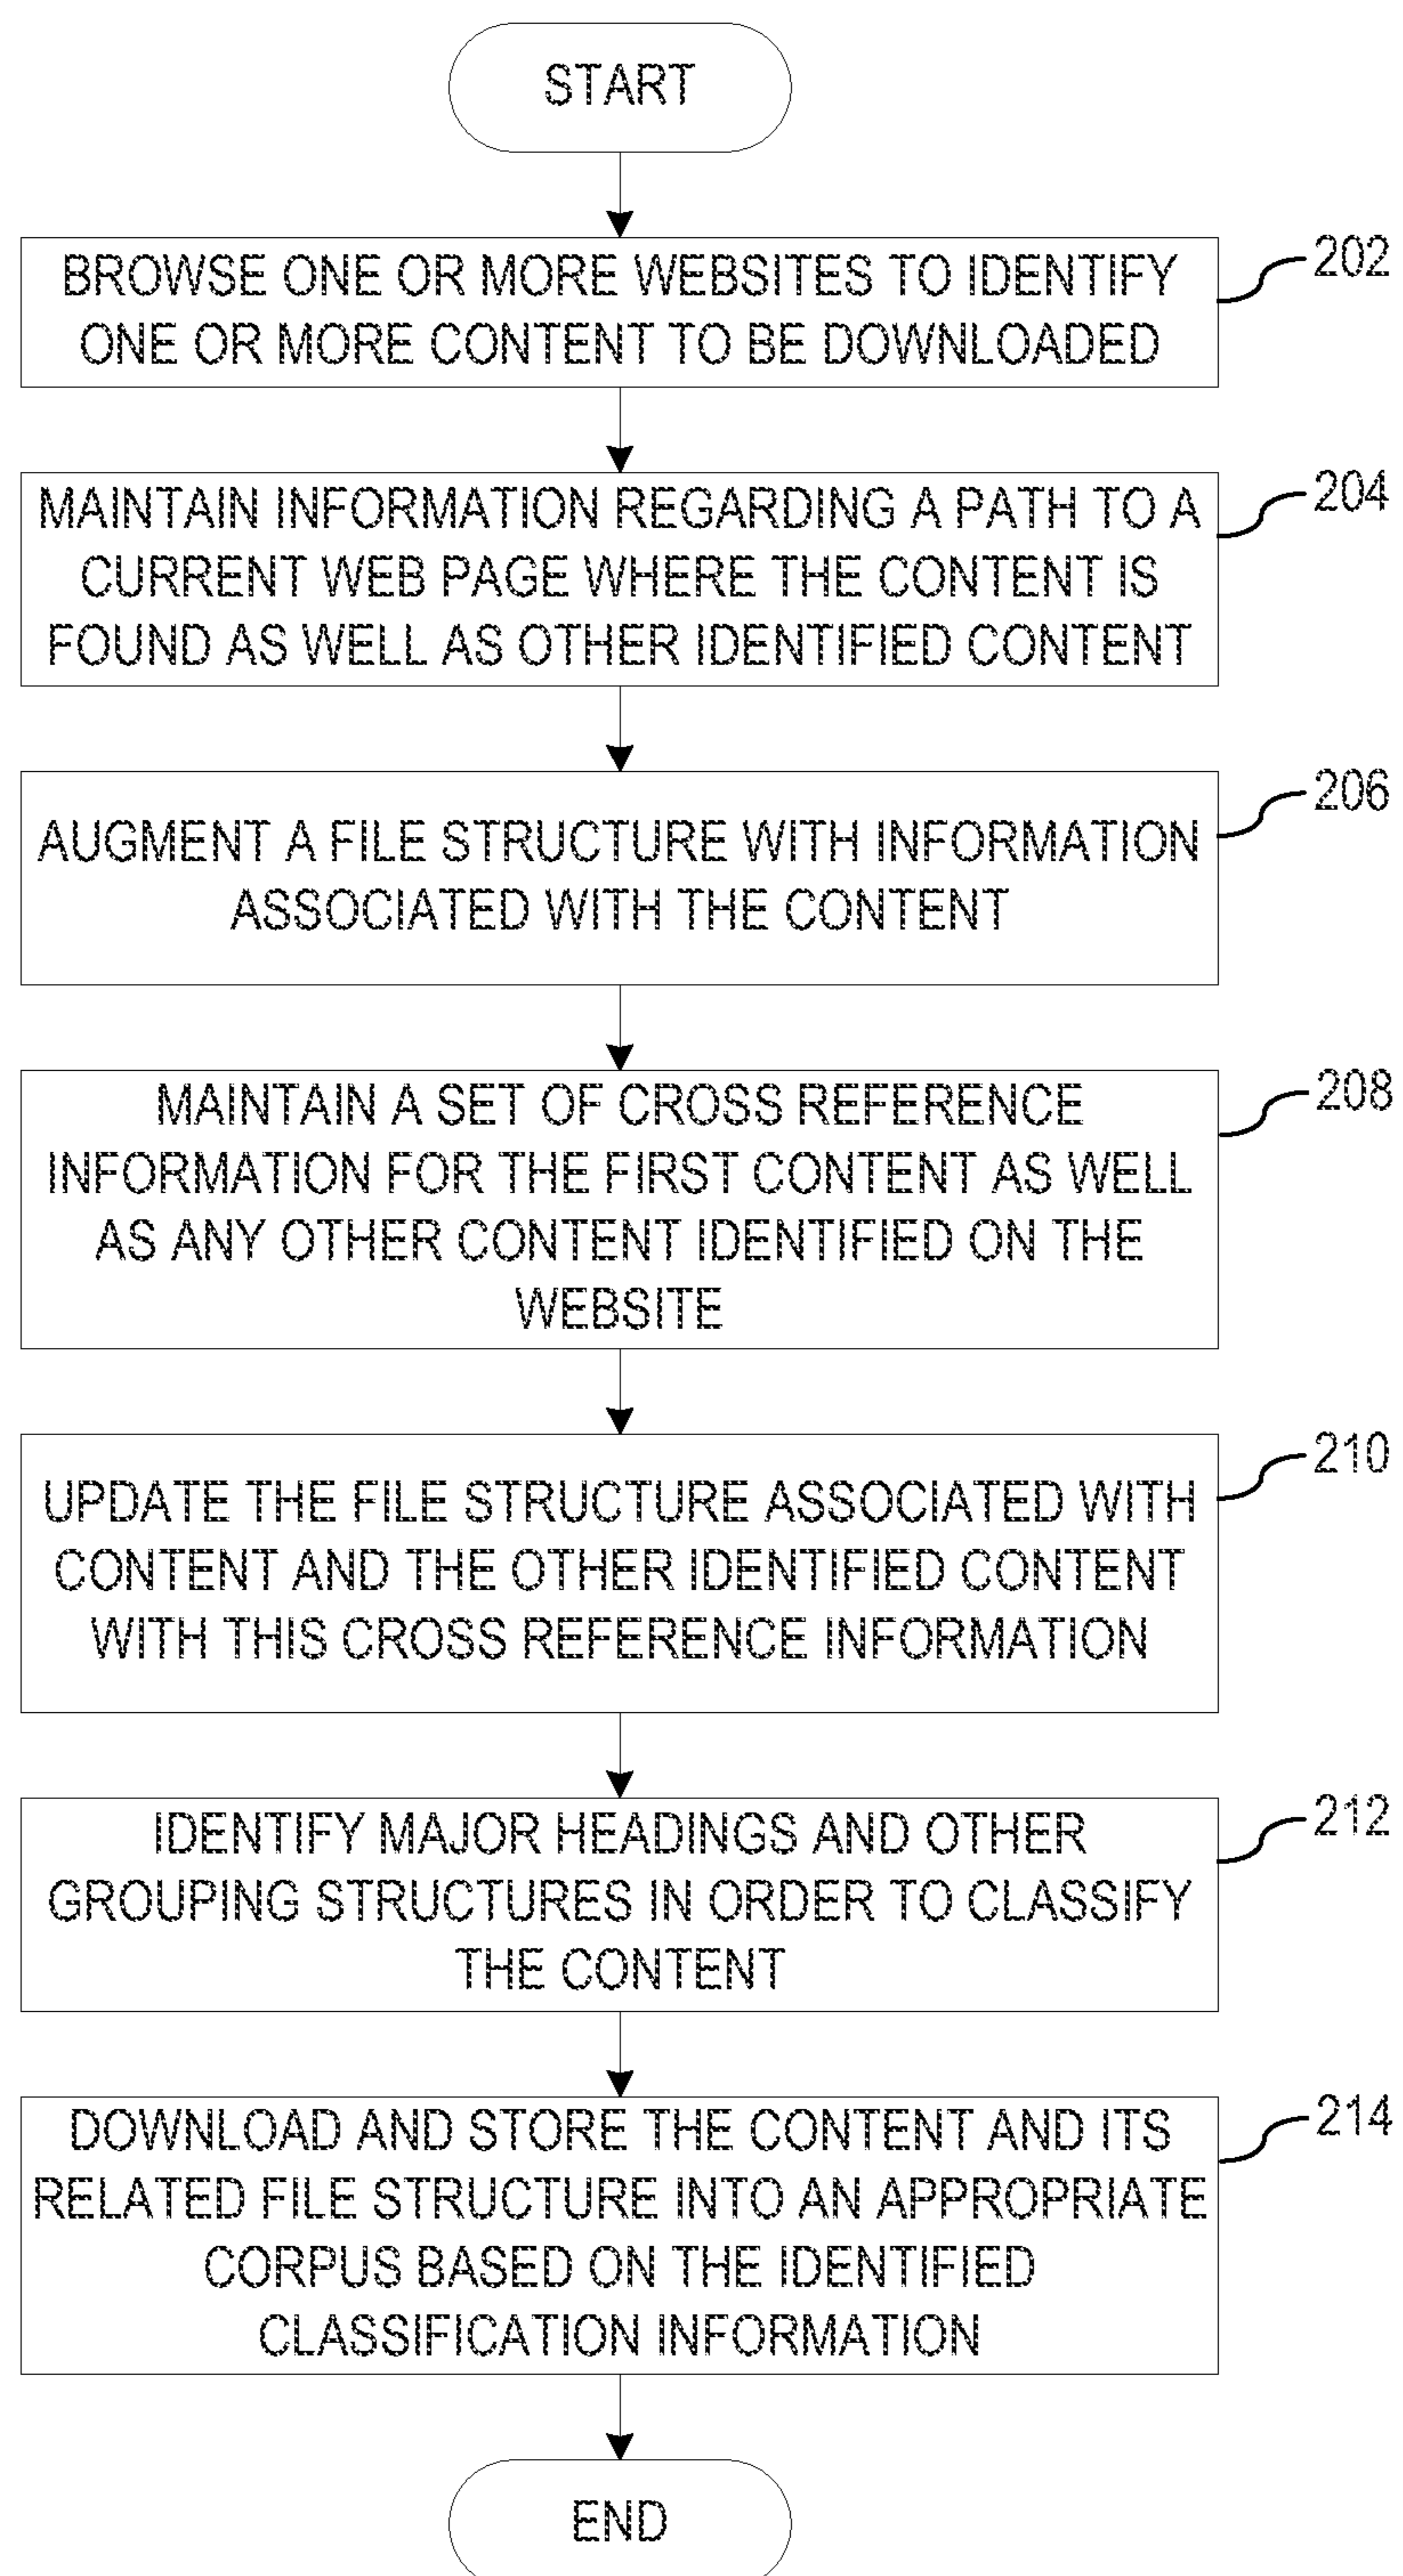 START
BROWSE ONE OR MORE WEBSITES TO IDENTIFY
ONE OR MORE CONTENT TO BE DOWNLOADED
202
MAINTAIN INFORMATION REGARDING A PATH TO A
CURRENT WEB PAGE WHERE THE CONTENT IS
FOUND AS WELL AS OTHER IDENTIFIED CONTENT
204
AUGMENT A FILE STRUCTURE WITH INFORMATION
ASSOCIATED WITH THE CONTENT
206
MAINTAIN A SET OF CROSS REFERENCE
INFORMATION FOR THE FIRST CONTENT AS WELL
AS ANY OTHER CONTENT IDENTIFIED ON THE
WEBSITE
208
UPDATE THE FILE STRUCTURE ASSOCIATED WITH
CONTENT AND THE OTHER IDENTIFIED CONTENT
WITH THIS CROSS REFERENCE INFORMATION
210
IDENTIFY MAJOR HEADINGS AND OTHER
GROUPING STRUCTURES IN ORDER TO CLASSIFY
THE CONTENT
212
DOWNLOAD AND STORE THE CONTENT AND ITS
RELATED FILE STRUCTURE INTO AN APPROPRIATE
CORPUS BASED ON THE IDENTIFIED
CLASSIFICATION INFORMATION
214
END